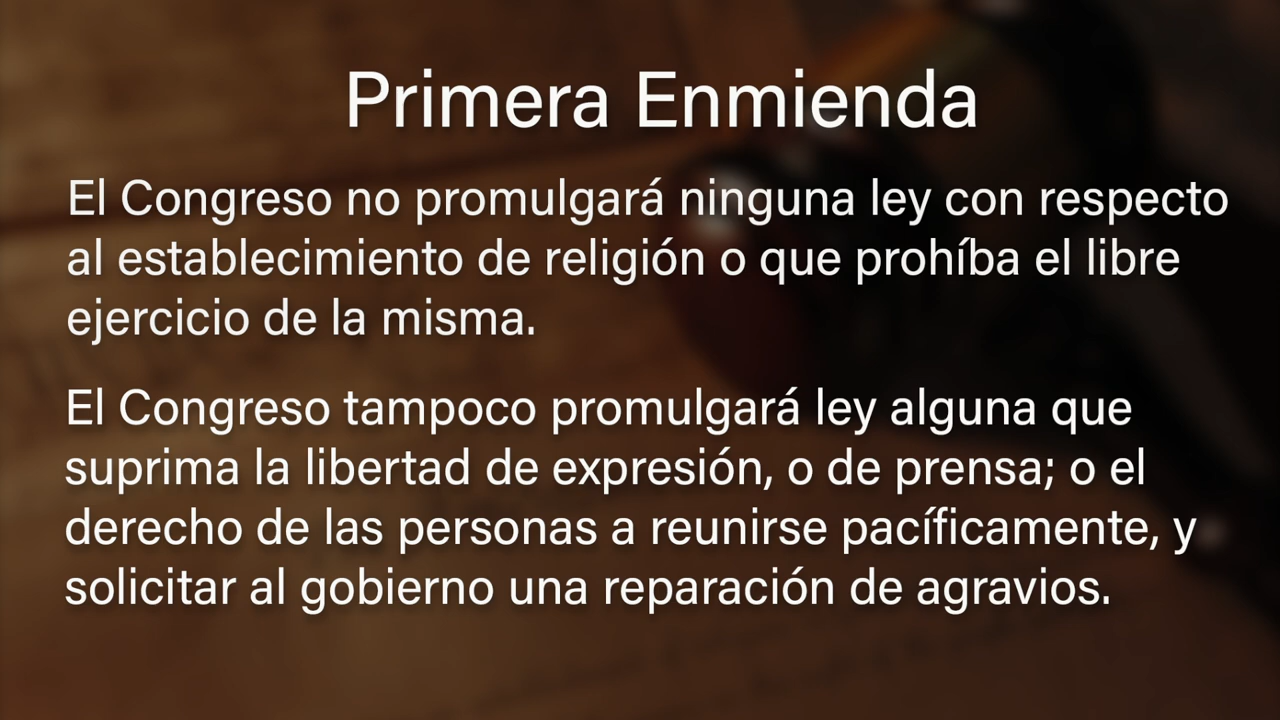 Primera Enmienda
El Congreso no promulgará ninguna ley con respecto
al establecimiento de religión o que prohíba el libre
ejercicio de la misma.
El Congreso tampoco promulgará ley alguna que
suprima la libertad de expresión, o de prensa; o el
derecho de las personas a reunirse pacíficamente, y
solicitar al gobierno una reparación de agravios.